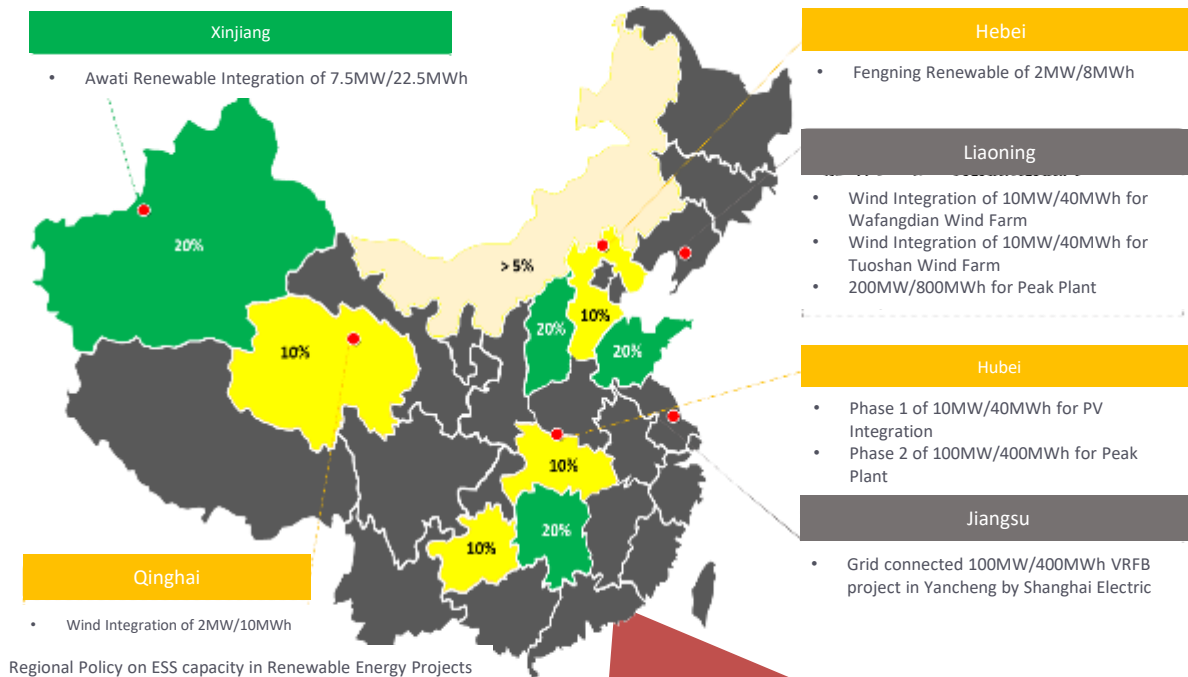 Xinjiang
• Awati Renewable Integration of 7.5MW/22.5MWh
Hebei
• Fengning Renewable of 2MW/8MWh
Liaoning
• Wind Integration of 10MW/40MWh for
Wafangdian Wind Farm
• Wind Integration of 10MW/40MWh for
Tuoshan Wind Farm
• 200MW/800MWh for Peak Plant
20%
> 5%
10%
20%
10%
20%
Hubei
• Phase 1 of 10MW/40MWh for PV
Integration
• Phase 2 of 100MW/400MWh for Peak
Plant
10%
20%
10%
Jiangsu
• Grid connected 100MW/400MWh VRFB
project in Yancheng by Shanghai Electric
Qinghai
• Wind Integration of 2MW/10MWh
Regional Policy on ESS capacity in Renewable Energy Projects